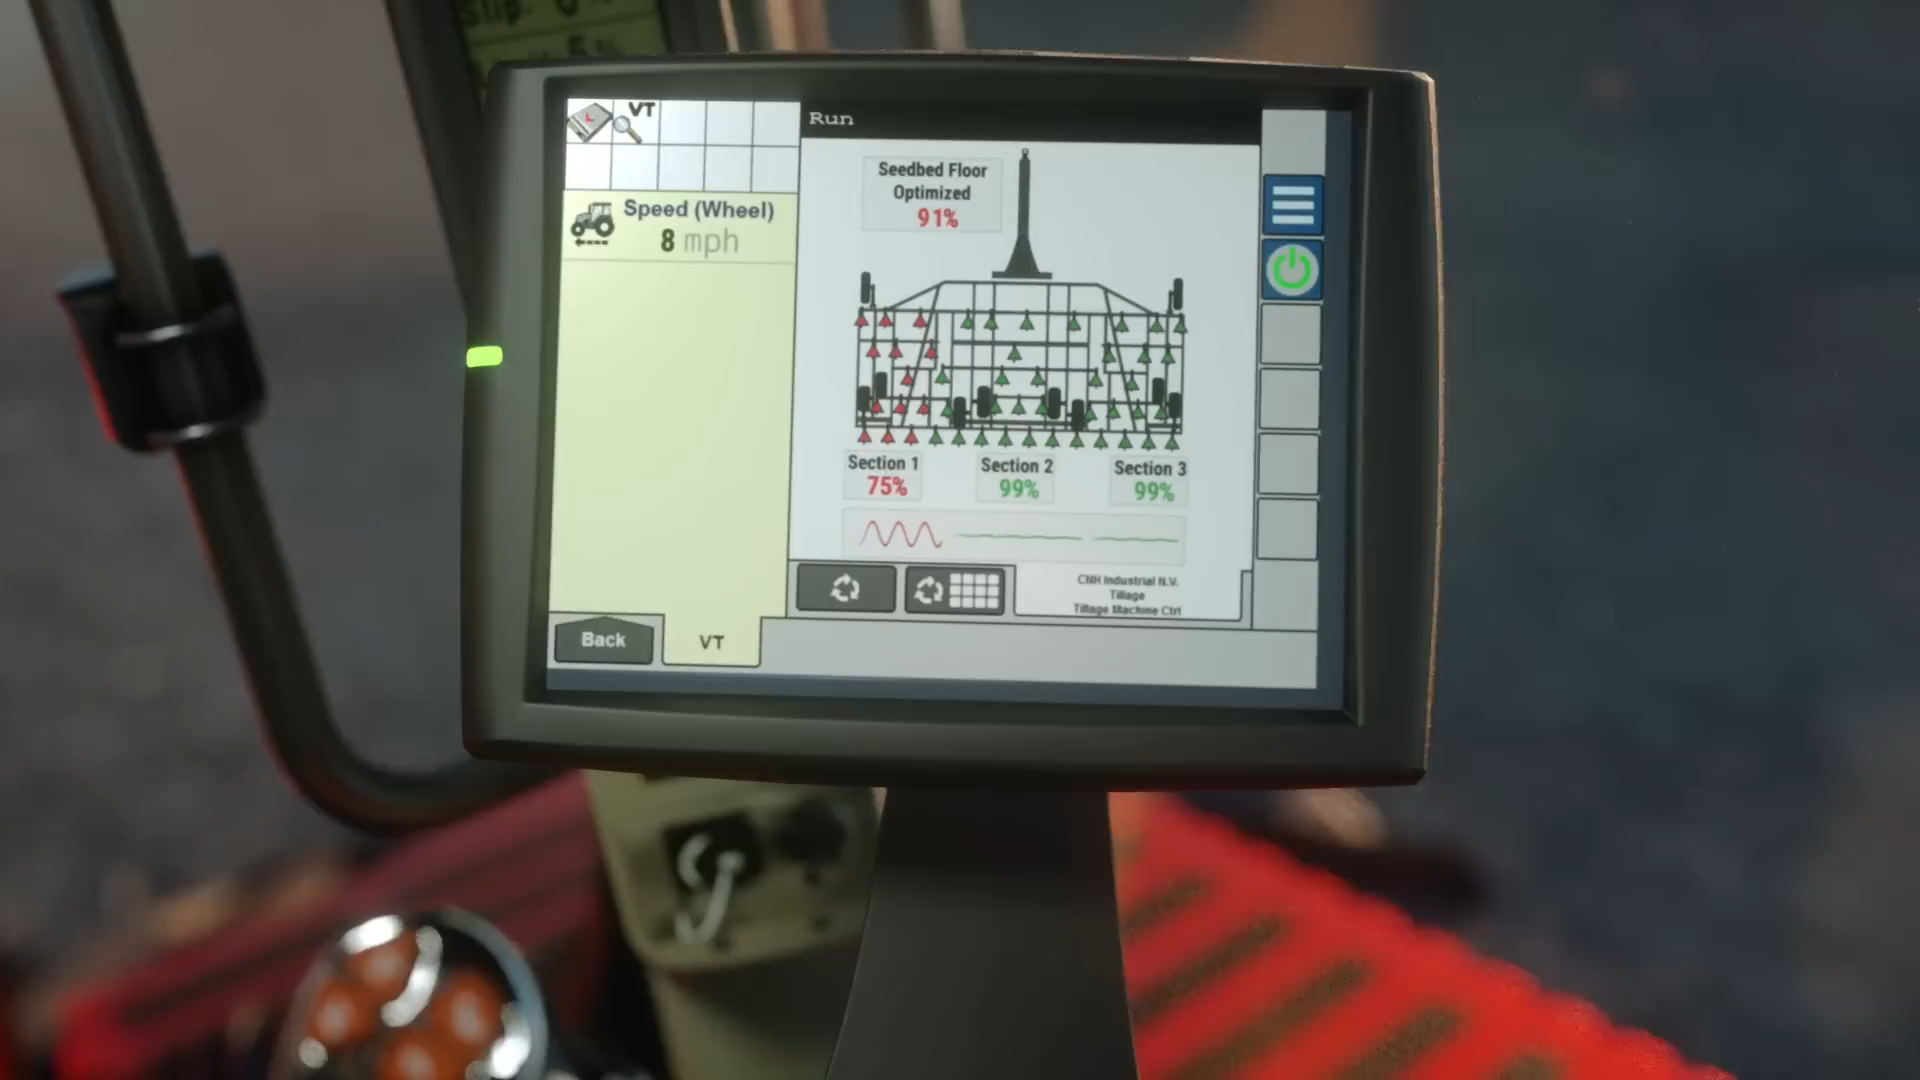 Slip
VT
Run
Seedbed Floor
Optimized
91%
Speed (Wheel)
8 mph
Section 1
75%
Section 2
99%
Section 3
99%
CNH Industrial N.V.
Tillage
Tillage Machine Ctrl
Back
VT